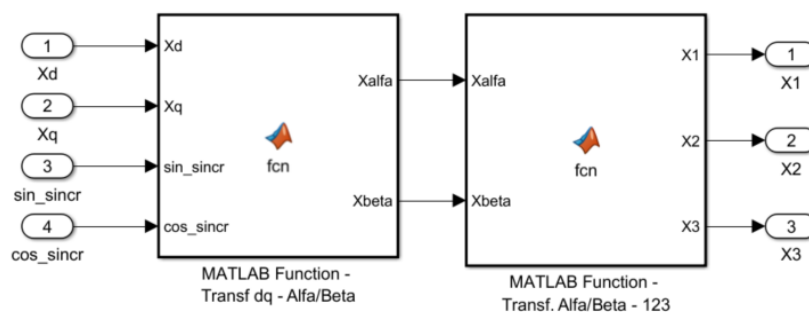 1
Xd
2
Xq
3
sin_sincr
4
cos_sincr
Xd
Xq
sin_sincr
cos_sincr
fcn
Xalfa
Xbeta
MATLAB Function -
Transf dq - Alfa/Beta
Xalfa
Xbeta
fcn
X1
X2
X3
MATLAB Function -
Transf. Alfa/Beta - 123
1
X1
2
X2
3
X3